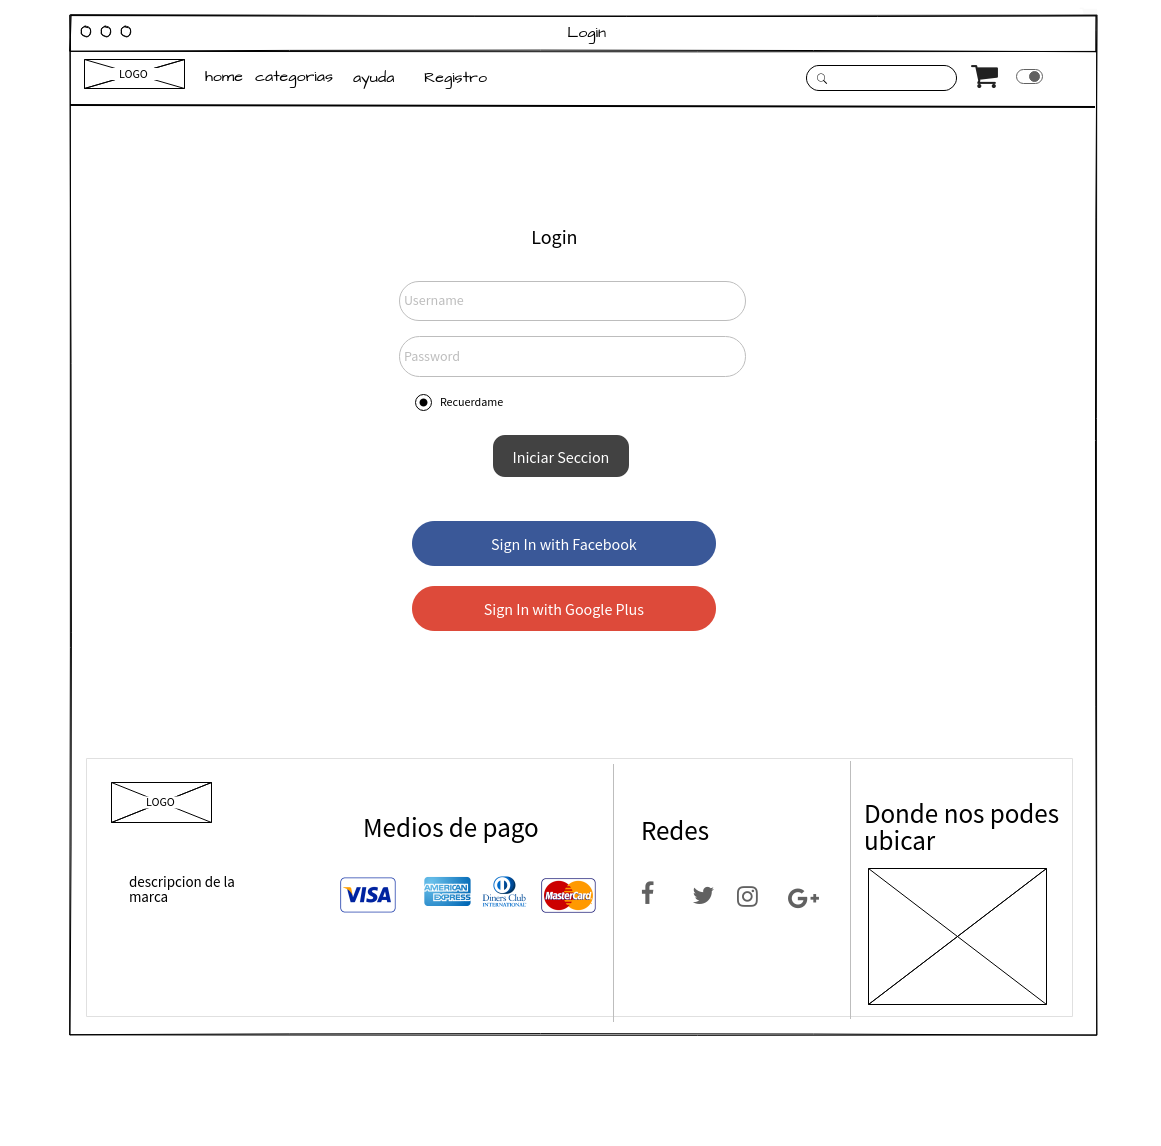 Login
LOGO
home categorias ayuda Registro
Login
Username
Password
Recuerdame
Iniciar Seccion
Sign In with Facebook
Sign In with Google Plus
LOGO
descripcion de la
marca
Medios de pago
VISA
AMERICAN
EXPRESS
Diners Club
INTERNATIONAL
MasterCard
Redes
Donde nos podes
ubicar